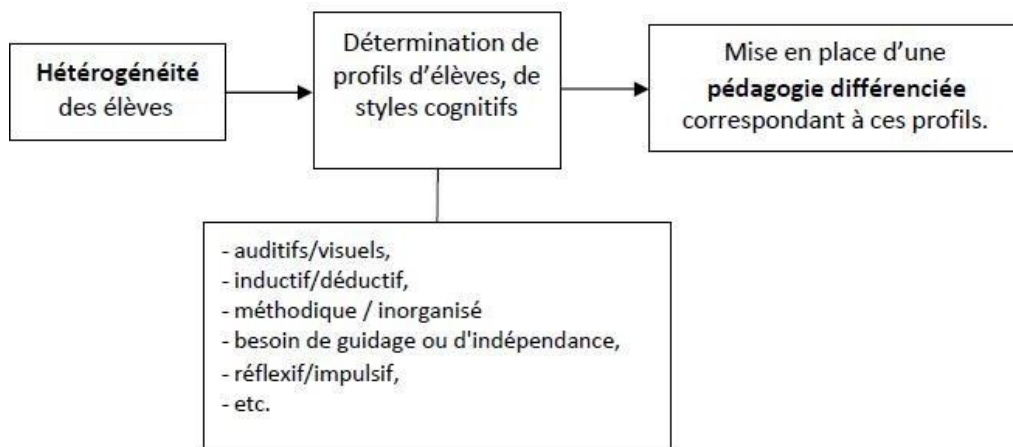 Hétérogénéité
des élèves
Détermination de
profils d’élèves, de
styles cognitifs
Mise en place d’une
pédagogie différenciée
correspondant à ces profils.
- auditifs/visuels,
- inductif/déductif,
- méthodique / inorganisé
- besoin de guidage ou d'indépendance,
- réflexif/impulsif,
- etc.